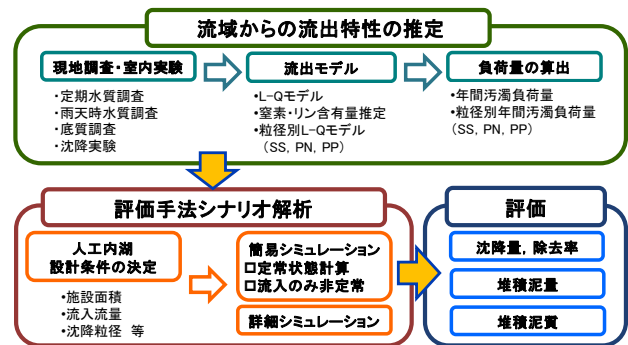 流域からの流出特性の推定
現地調査・室内実験
・定期水質調査
・雨天時水質調査
・底質調査
・沈降実験
流出モデル
•L-Qモデル
•窒素・リン含有量推定
•粒径別L-Qモデル
（SS, PN, PP）
負荷量の算出
•年間汚濁負荷量
•粒径別年間汚濁負荷量
（SS, PN, PP）
評価手法シナリオ解析
人工内湖
設計条件の決定
•施設面積
•流入流量
•沈降粒径 等
簡易シミュレーション
□定常状態計算
□流入のみ非定常
詳細シミュレーション
評価
沈降量, 除去率
堆積泥量
堆積泥質